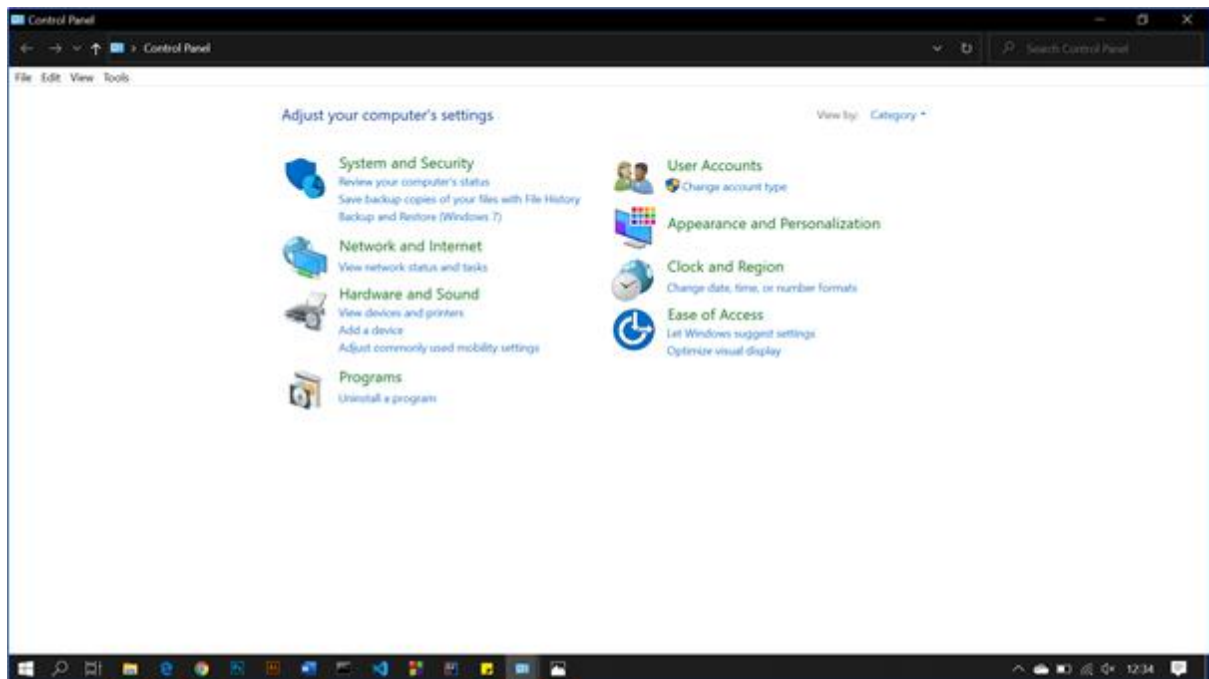 Control Panel
Control Panel
Search Control Panel
File Edit View Tools
Adjust your computer's settings
View by: Category
System and Security
Review your computer's status
Save backup copies of your files with File History
Backup and Restore (Windows 7)
Network and Internet
View network status and tasks
Hardware and Sound
View devices and printers
Add a device
Adjust commonly used mobility settings
Programs
Uninstall a program
User Accounts
Change account type
Appearance and Personalization
Clock and Region
Change date, time, or number formats
Ease of Access
Let Windows suggest settings
Optimize visual display
12:34